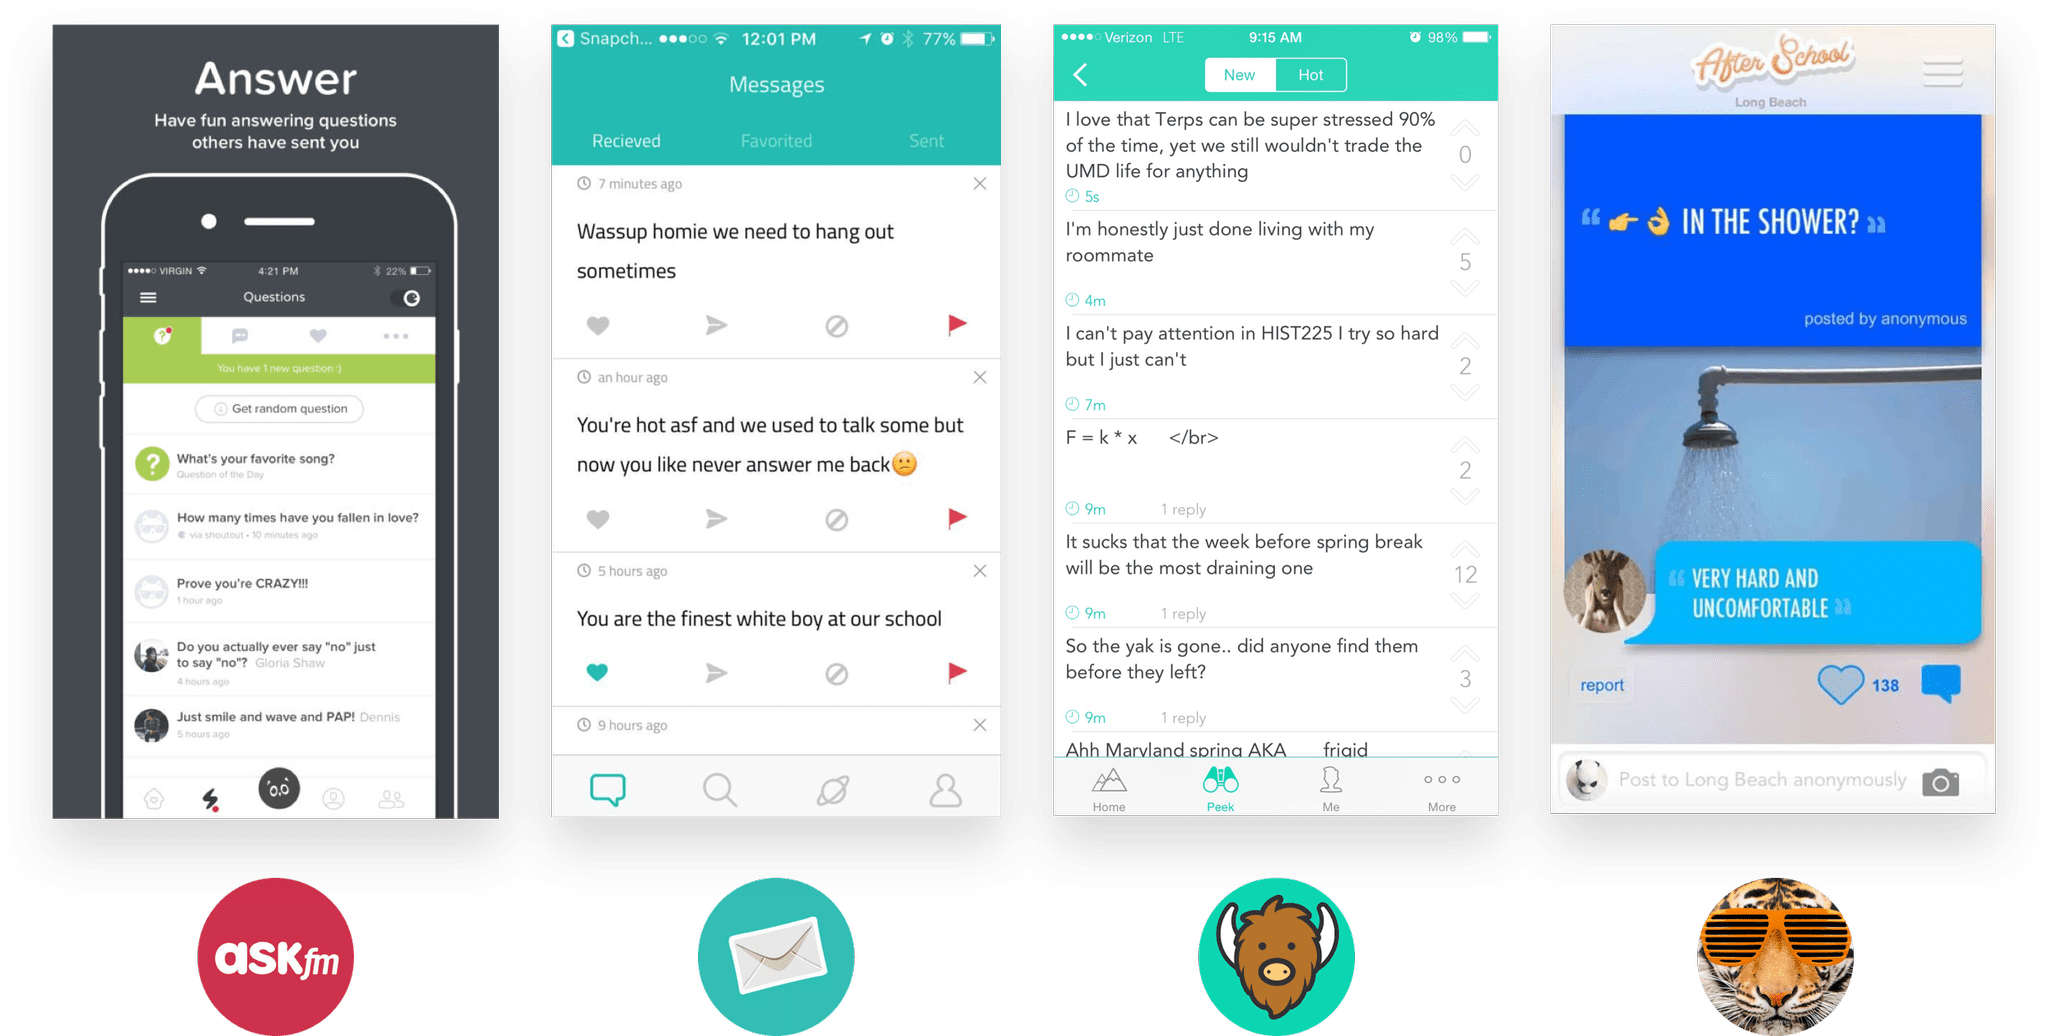 Answer
Have fun answering questions
others have sent you
VIRGIN
4:21 PM
22%
Questions
You have 1 new question :)
Get random question
What's your favorite song?
Question of the Day
How many times have you fallen in love?
via shoutout • 10 minutes ago
Prove you're CRAZY!!!
1 hour ago
Do you actually ever say "no" just
to say "no"? Gloria Shaw
4 hours ago
Just smile and wave and PAP! Dennis
5 hours ago
askfm
Snapch...
12:01 PM
77%
Messages
Recieved
Favorited
Sent
7 minutes ago
Wassup homie we need to hang out
sometimes
an hour ago
You're hot asf and we used to talk some but
now you like never answer me back😕
5 hours ago
You are the finest white boy at our school
9 hours ago
Verizon LTE
9:15 AM
98%
New
Hot
I love that Terps can be super stressed 90%
of the time, yet we still wouldn't trade the
UMD life for anything
0
5s
I'm honestly just done living with my
roommate
5
4m
I can't pay attention in HIST225 I try so hard
but I just can't
2
7m
F = k * x </br>
2
9m 1 reply
It sucks that the week before spring break
will be the most draining one
12
9m 1 reply
So the yak is gone.. did anyone find them
before they left?
3
9m 1 reply
Ahh Maryland spring AKA frigid
Home
Peek
Me
More
After School
Long Beach
“ 👉👌 IN THE SHOWER? ”
posted by anonymous
“ VERY HARD AND
UNCOMFORTABLE ”
report
138
Post to Long Beach anonymously